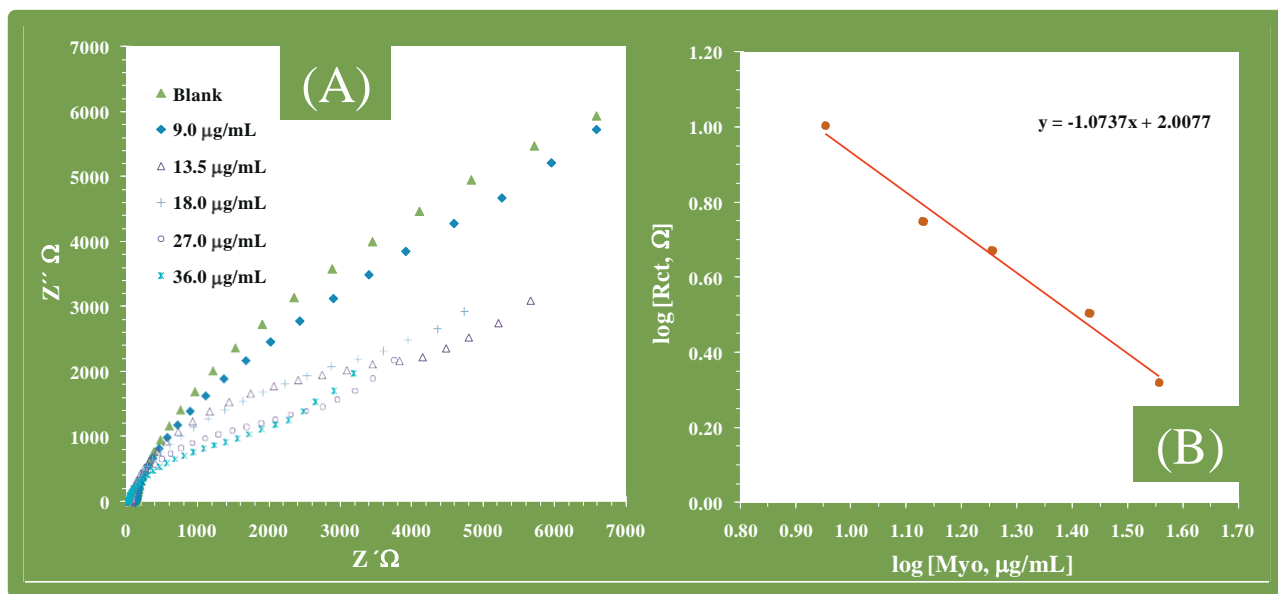 (A)
7000
6000
5000
4000
3000
2000
1000
0
Z´´ Ω
Blank
9.0 μg/mL
13.5 μg/mL
18.0 μg/mL
27.0 μg/mL
36.0 μg/mL
0 1000 2000 3000 4000 5000 6000 7000
Z ´Ω
(B)
1.20
1.00
0.80
0.60
0.40
0.20
0.00
log [Rct, Ω]
y = -1.0737x + 2.0077
0.80 0.90 1.00 1.10 1.20 1.30 1.40 1.50 1.60 1.70
log [Myo, μg/mL]